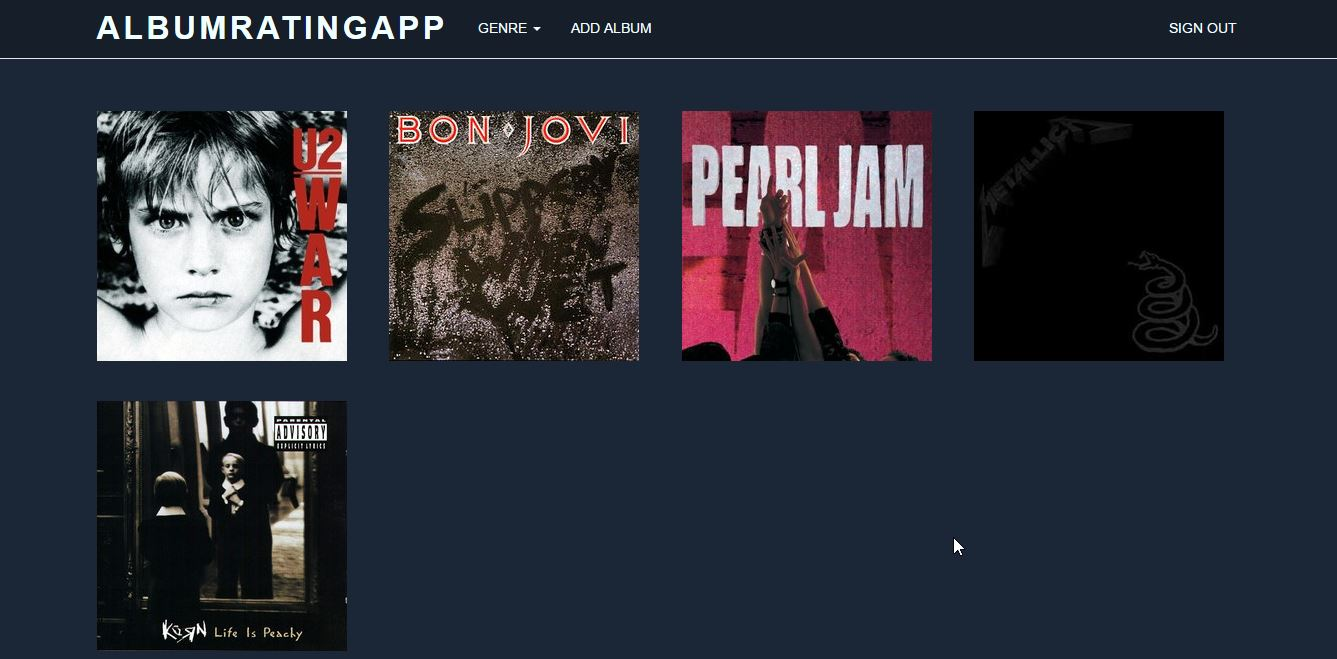 ALBUMRATINGAPP
GENRE
ADD ALBUM
SIGN OUT
U2
WAR
BON JOVI
SLIPPERY
WHEN
WET
PEARL JAM
METALLICA
PARENTAL
ADVISORY
EXPLICIT LYRICS
KoЯN Life Is Peachy